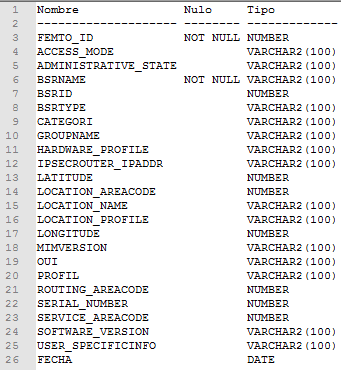 1 Nombre Nulo Tipo
2 -------------------- -------- -------------
3 FEMTO_ID NOT NULL NUMBER
4 ACCESS_MODE VARCHAR2(100)
5 ADMINISTRATIVE_STATE VARCHAR2(100)
6 BSRNAME NOT NULL VARCHAR2(100)
7 BSRID NUMBER
8 BSRTYPE VARCHAR2(100)
9 CATEGORI VARCHAR2(100)
10 GROUPNAME VARCHAR2(100)
11 HARDWARE_PROFILE VARCHAR2(100)
12 IPSECROUTER_IPADDR VARCHAR2(100)
13 LATITUDE NUMBER
14 LOCATION_AREACODE NUMBER
15 LOCATION_NAME VARCHAR2(100)
16 LOCATION_PROFILE VARCHAR2(100)
17 LONGITUDE NUMBER
18 MIMVERSION VARCHAR2(100)
19 OUI VARCHAR2(100)
20 PROFIL VARCHAR2(100)
21 ROUTING_AREACODE NUMBER
22 SERIAL_NUMBER NUMBER
23 SERVICE_AREACODE NUMBER
24 SOFTWARE_VERSION VARCHAR2(100)
25 USER_SPECIFICINFO VARCHAR2(100)
26 FECHA DATE